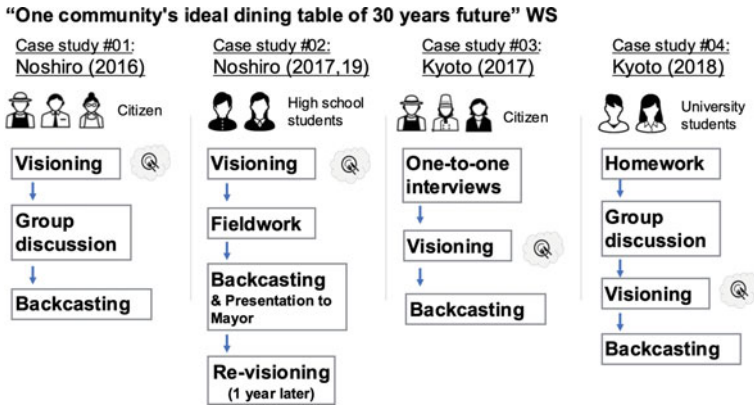 “One community's ideal dining table of 30 years future” WS
Case study #01:
Noshiro (2016)
Citizen
Visioning
Group
discussion
Backcasting
Case study #02:
Noshiro (2017,19)
High school
students
Visioning
Fieldwork
Backcasting
& Presentation to
Mayor
Re-visioning
(1 year later)
Case study #03:
Kyoto (2017)
Citizen
One-to-one
interviews
Visioning
Backcasting
Case study #04:
Kyoto (2018)
University
students
Homework
Group
discussion
Visioning
Backcasting